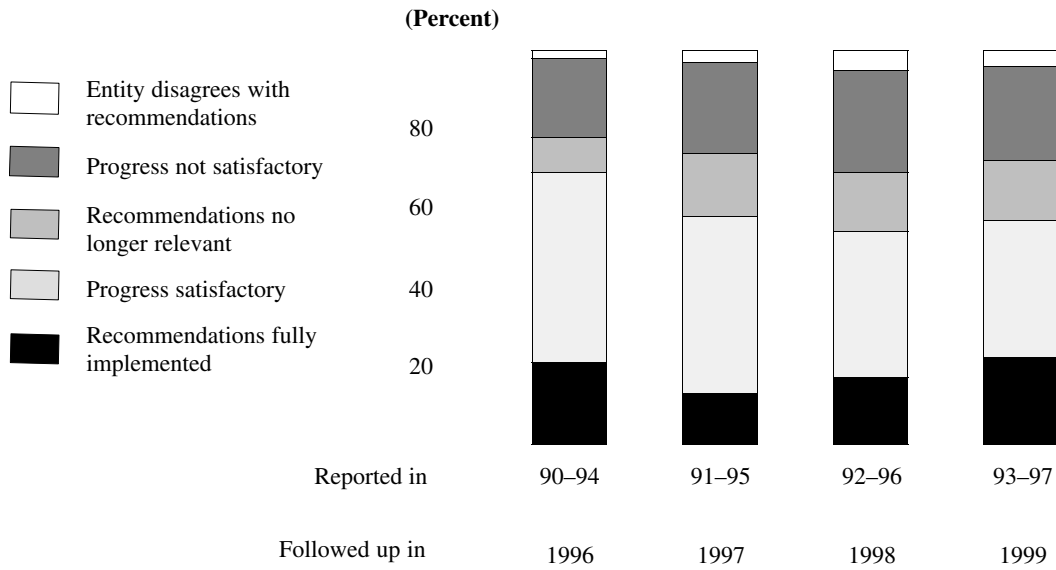 (Percent)
Entity disagrees with
recommendations
80
Progress not satisfactory
Recommendations no
longer relevant
60
Progress satisfactory
40
Recommendations fully
implemented
20
Reported in 90–94 91–95 92–96 93–97
Followed up in 1996 1997 1998 1999